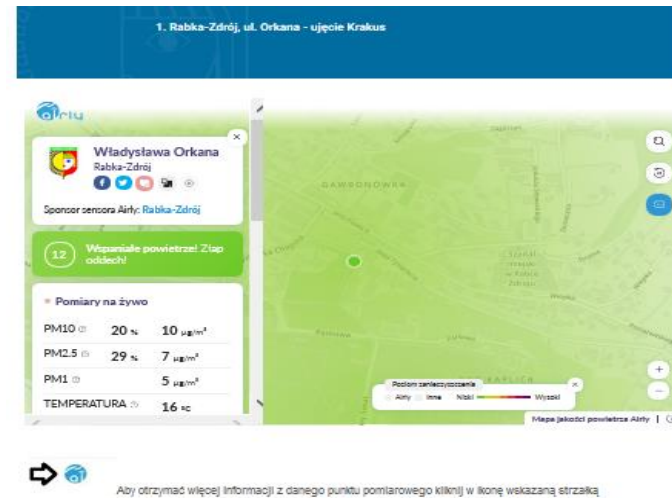 1. Rabka-Zdrój, ul. Orkana - ujęcie Krakus
Airly
Władysława Orkana
Rabka-Zdrój
Sponsor sensora Airly: Rabka-Zdrój
12
Wspaniałe powietrze! Złap
oddech!
Pomiary na żywo
PM10 20 % 10 µg/m³
PM2.5 29 % 7 µg/m³
PM1 5 µg/m³
TEMPERATURA 16 °C
GAWRONÓWKA
KAPLICA
Poziom zanieczyszczenia
Airly Inne Niski Wysoki
Mapa jakości powietrza Airly
Aby otrzymać więcej informacji z danego punktu pomiarowego kliknij w ikonę wskazaną strzałką